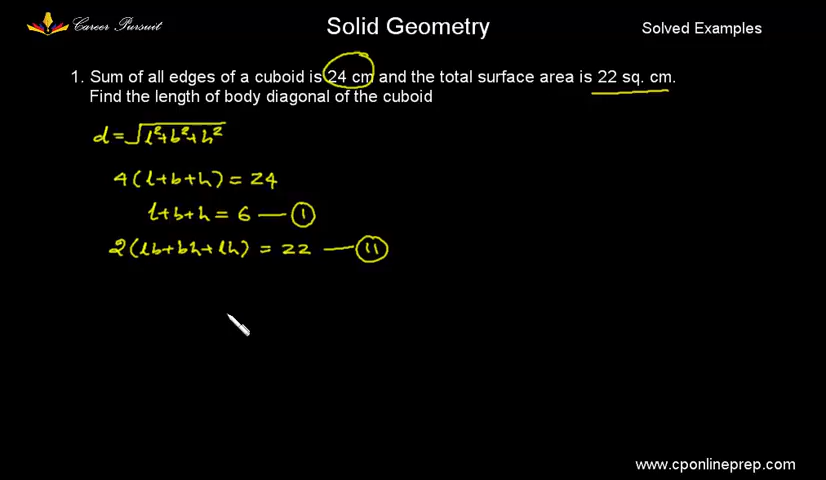 Career Pursuit
Solid Geometry
Solved Examples
1. Sum of all edges of a cuboid is 24 cm and the total surface area is 22 sq. cm.
Find the length of body diagonal of the cuboid
d = √(l²+b²+h²)
4(l+b+h) = 24
l+b+h = 6 — ①
2(lb+bh+lh) = 22 — ⑪
www.cponlineprep.com